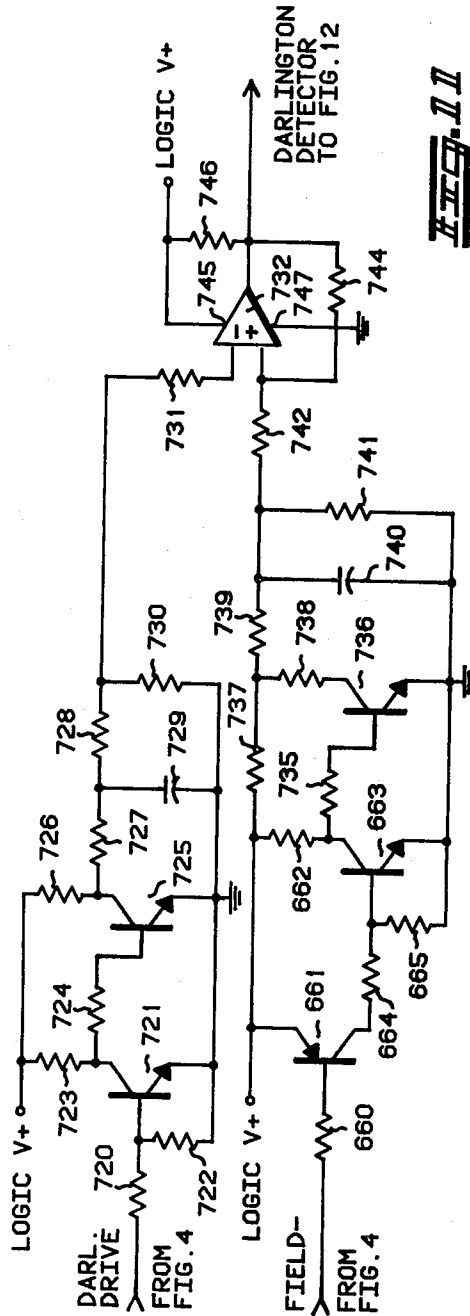 DARL.
DRIVE
FROM
FIG. 4
LOGIC V+
720
722
723
721
724
725
726
727
728
729
730
731
LOGIC V+
745
746
732
747
744
DARLINGTON
DETECTOR
TO FIG. 12
FIELD-
FROM
FIG. 4
LOGIC V+
660
661
664
665
662
663
735
737
736
738
739
740
741
742
FIG. 11